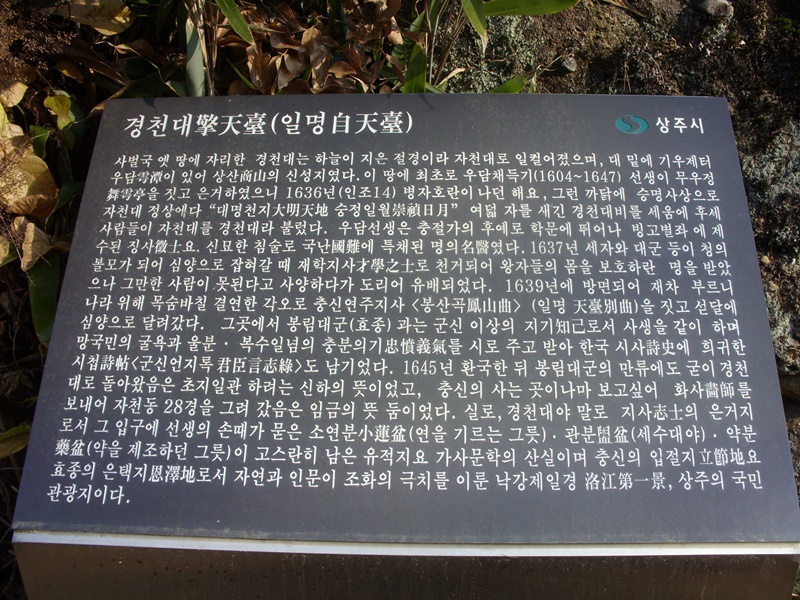 경천대擎天臺(일명自天臺)
상주시
사벌국 옛 땅에 자리한 경천대는 하늘이 지은 절경이라 자천대로 일컬어졌으며, 대 밑에 기우제터
우담雩潭이 있어 상산商山의 신성지였다. 이 땅에 최초로 우담채득기(1604~1647) 선생이 무우정
舞雩亭을 짓고 은거하였으니 1636년(인조14) 병자호란이 나던 해요, 그런 까닭에 숭명사상으로
자천대 정상에다 “대명천지大明天地 숭정일월崇禎日月” 여덟 자를 새긴 경천대비를 세움에 후세
사람들이 자천대를 경천대라 불렀다. 우담선생은 충절가의 후예로 학문에 뛰어나 빙고별좌 에 제
수된 징사徵士요. 신묘한 침술로 국난國難에 특채된 명의名醫였다. 1637년 세자와 대군 등이 청의
볼모가 되어 심양으로 잡혀갈 때 재학지사才學之士로 천거되어 왕자들의 몸을 보호하란 명을 받았
으나 그만한 사람이 못된다고 사양하다가 도리어 유배되었다. 1639년에 방면되어 재차 부르니
나라 위해 목숨바칠 결연한 각오로 충신연주지사 〈봉산곡鳳山曲〉 (일명 天臺別曲)을 짓고 선달에
심양으로 달려갔다. 그곳에서 봉림대군(효종) 과는 군신 이상의 지기知己로서 사생을 같이 하며
망국민의 굴욕과 울분 · 복수일념의 충분의기忠憤義氣를 시로 주고 받아 한국 시사詩史에 희귀한
시첩詩帖〈군신언지록 君臣言志綠〉도 남기었다. 1645년 환국한 뒤 봉림대군의 만류에도 굳이 경천
대로 돌아왔음은 초지일관 하려는 신하의 뜻이었고, 충신의 사는 곳이나마 보고싶어 화사畵師를
보내어 자천동 28경을 그려 갔음은 임금의 뜻 둠이었다. 실로, 경천대야 말로 지사志士의 은거지
로서 그 입구에 선생의 손때가 묻은 소연분小蓮盆(연을 기르는 그릇) · 관분盥盆(세수대야) · 약분
藥盆(약을 제조하던 그릇)이 고스란히 남은 유적지요 가사문학의 산실이며 충신의 입절지立節地요
효종의 은택지恩澤地로서 자연과 인문이 조화의 극치를 이룬 낙강제일경 洛江第一景, 상주의 국민
관광지이다.